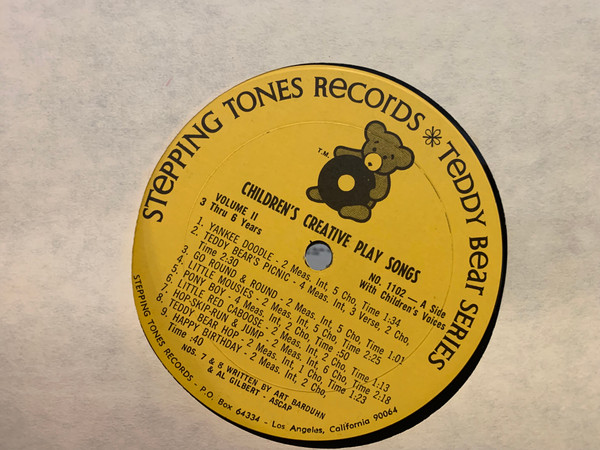 STEPPING TONES RECORDS * TEDDY BEAR SERIES
T.M.
CHILDREN'S CREATIVE PLAY SONGS
VOLUME II
3 Thru 6 Years
NO. 1102 — A Side
With Children's Voices
1. YANKEE DOODLE - 2 Meas. Int, 5 Cho, Time 1:34
2. TEDDY BEAR'S PICNIC - 4 Meas. Int, 3 Verse, 2 Cho,
Time 2:30
3. GO ROUND & ROUND - 2 Meas. Int, 5 Cho, Time 1:01
4. LITTLE MOUSIES - 2 Meas. Int, 5 Cho, Time 2:25
5. PONY BOY - 4 Meas. Int, 2 Cho, Time :50
6. LITTLE RED CABOOSE - 2 Meas. Int, 2 Cho, Time 1:13
7. TEDDY BEAR HOP - 2 Meas. Int, 6 Cho, Time 2:18
8. HOP-SKIP-RUN & JUMP - 2 Meas. Int, 1 Cho, Time 1:23
9. HAPPY BIRTHDAY - 2 Meas. Int, 2 Cho,
Time :40
NOS. 7 & 8 WRITTEN BY ART BARDUHN
& AL GILBERT - ASCAP
STEPPING TONES RECORDS - P.O. Box 64334 - Los Angeles, California 90064